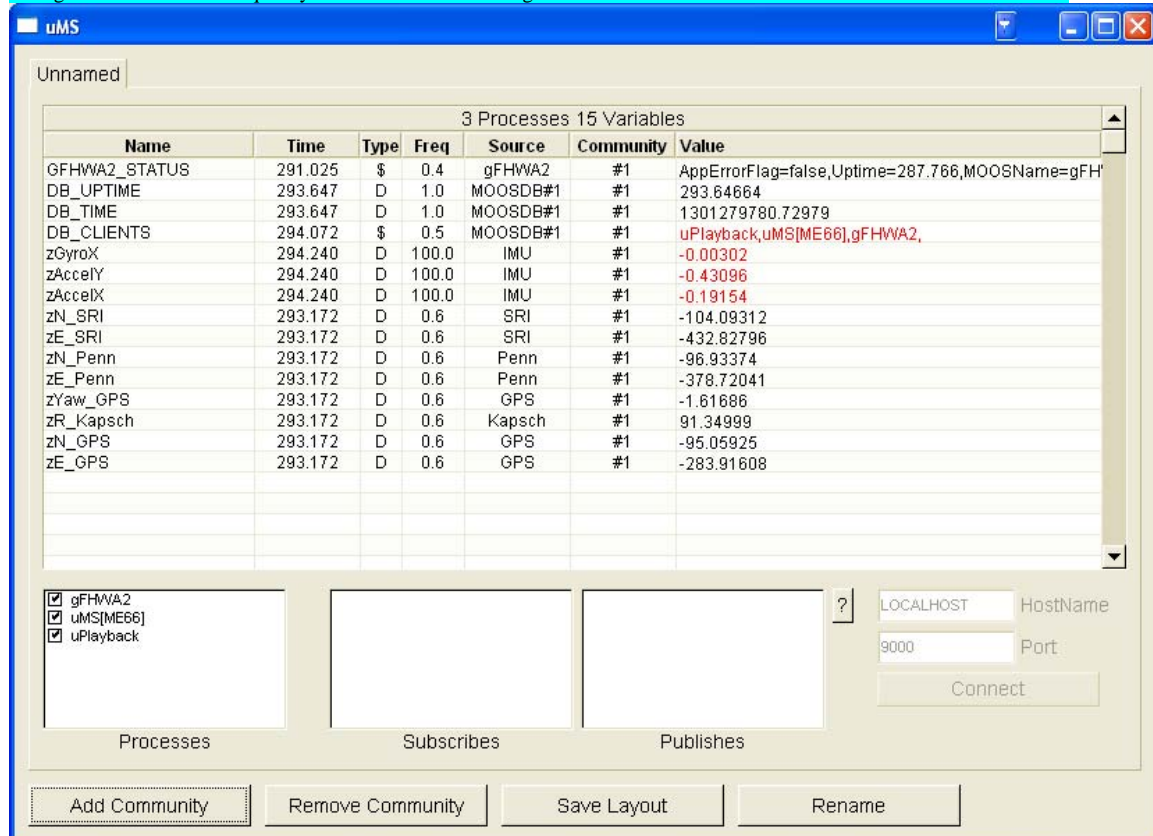 uMS
Unnamed
3 Processes 15 Variables
Name Time Type Freq Source Community Value
GFHWA2_STATUS 291.025 $ 0.4 gFHWA2 #1 AppErrorFlag=false,Uptime=287.766,MOOSName=gFH
DB_UPTIME 293.647 D 1.0 MOOSDB#1 #1 293.64664
DB_TIME 293.647 D 1.0 MOOSDB#1 #1 1301279780.72979
DB_CLIENTS 294.072 $ 0.5 MOOSDB#1 #1 uPlayback,uMS[ME66],gFHWA2,
zGyroX 294.240 D 100.0 IMU #1 -0.00302
zAccelY 294.240 D 100.0 IMU #1 -0.43096
zAccelX 294.240 D 100.0 IMU #1 -0.19154
zN_SRI 293.172 D 0.6 SRI #1 -104.09312
zE_SRI 293.172 D 0.6 SRI #1 -432.82796
zN_Penn 293.172 D 0.6 Penn #1 -96.93374
zE_Penn 293.172 D 0.6 Penn #1 -378.72041
zYaw_GPS 293.172 D 0.6 GPS #1 -1.61686
zR_Kapsch 293.172 D 0.6 Kapsch #1 91.34999
zN_GPS 293.172 D 0.6 GPS #1 -95.05925
zE_GPS 293.172 D 0.6 GPS #1 -283.91608
gFHWA2
uMS[ME66]
uPlayback
?
LOCALHOST HostName
9000 Port
Connect
Processes Subscribes Publishes
Add Community Remove Community Save Layout Rename